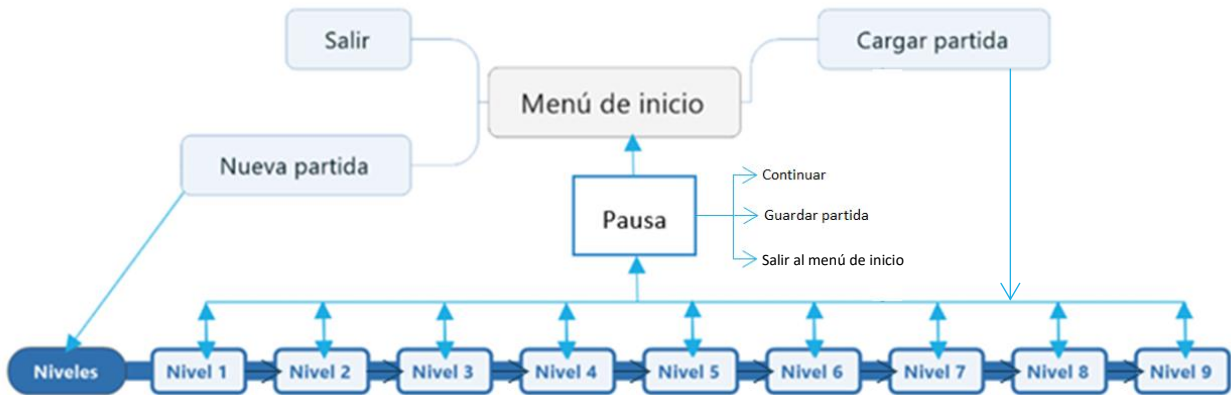 Salir
Cargar partida
Menú de inicio
Nueva partida
Pausa
Continuar
Guardar partida
Salir al menú de inicio
Niveles
Nivel 1
Nivel 2
Nivel 3
Nivel 4
Nivel 5
Nivel 6
Nivel 7
Nivel 8
Nivel 9